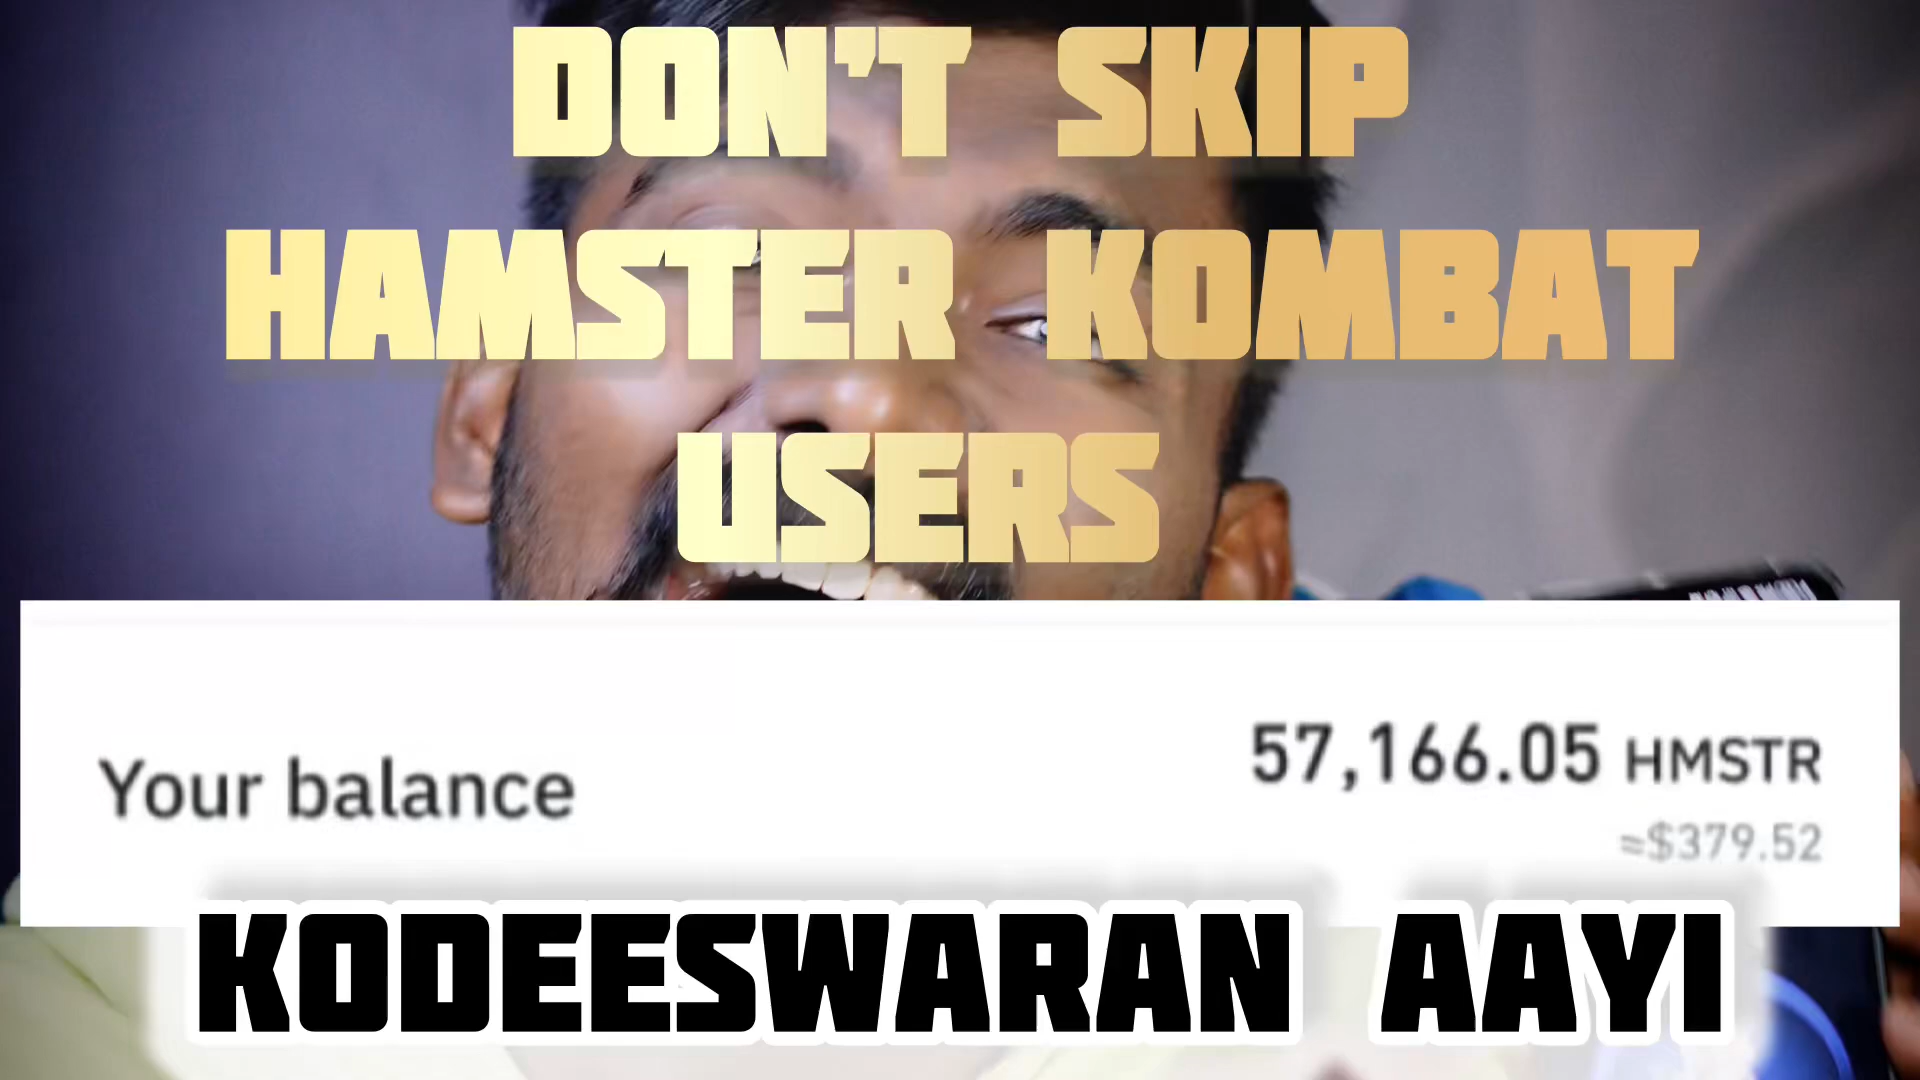 DON'T SKIP
HAMSTER KOMBAT
USERS
Your balance
57,166.05 HMSTR
≈$379.52
KODEESWARAN AAYI